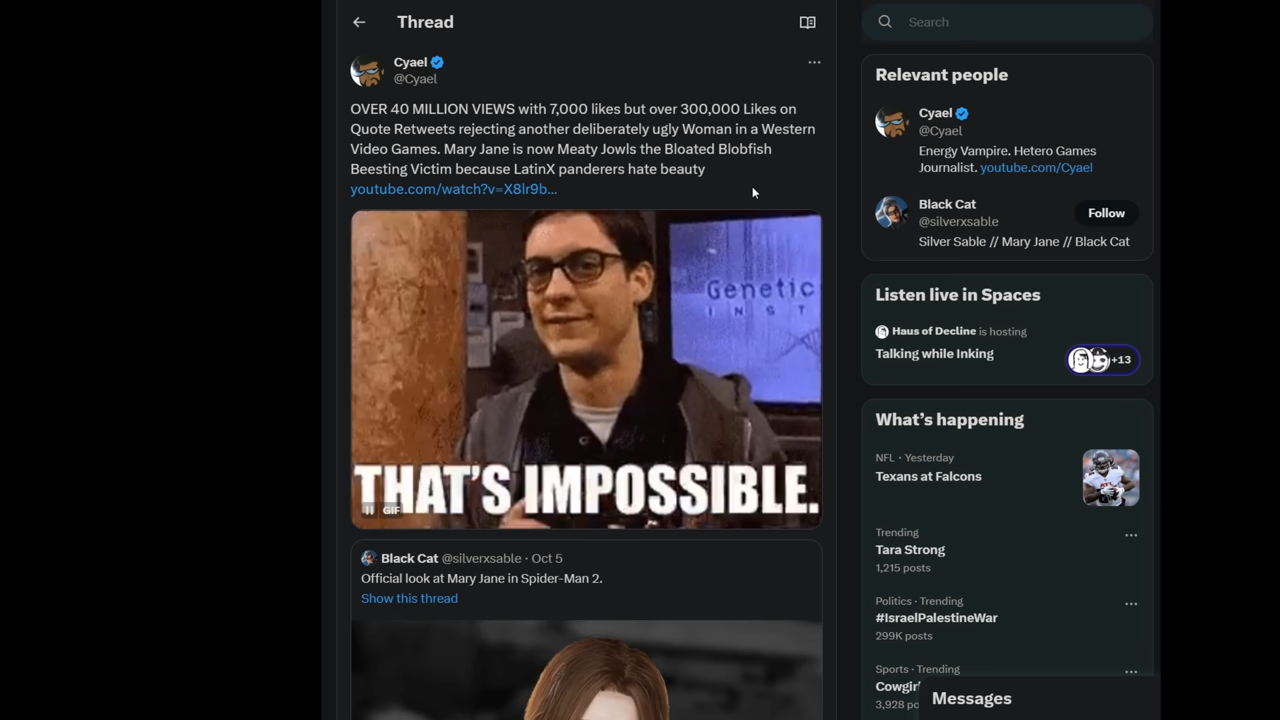 Thread
Cyael
@Cyael
OVER 40 MILLION VIEWS with 7,000 likes but over 300,000 Likes on
Quote Retweets rejecting another deliberately ugly Woman in a Western
Video Games. Mary Jane is now Meaty Jowls the Bloated Blobfish
Beesting Victim because LatinX panderers hate beauty
youtube.com/watch?v=X8lr9b...
Genetic
INST
THAT'S IMPOSSIBLE.
GIF
Black Cat @silverxsable · Oct 5
Official look at Mary Jane in Spider-Man 2.
Show this thread
Search
Relevant people
Cyael
@Cyael
Energy Vampire. Hetero Games
Journalist. youtube.com/Cyael
Black Cat
@silverxsable
Follow
Silver Sable // Mary Jane // Black Cat
Listen live in Spaces
Haus of Decline is hosting
Talking while Inking
+13
What's happening
NFL · Yesterday
Texans at Falcons
Trending
Tara Strong
1,215 posts
Politics · Trending
#IsraelPalestineWar
299K posts
Sports · Trending
3,928
Messages